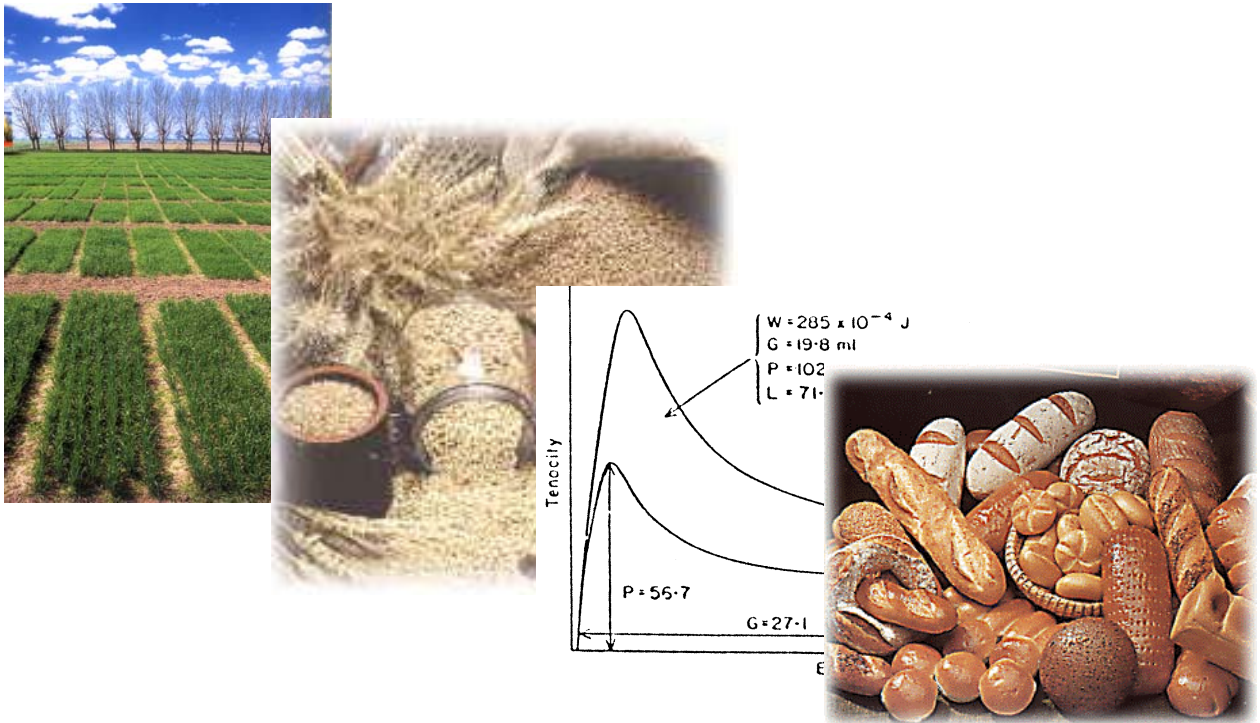 W = 285 x 10⁻⁴ J
G = 19·8 ml
P = 102
L = 71·
Tenacity
P = 56·7
G = 27·1
E